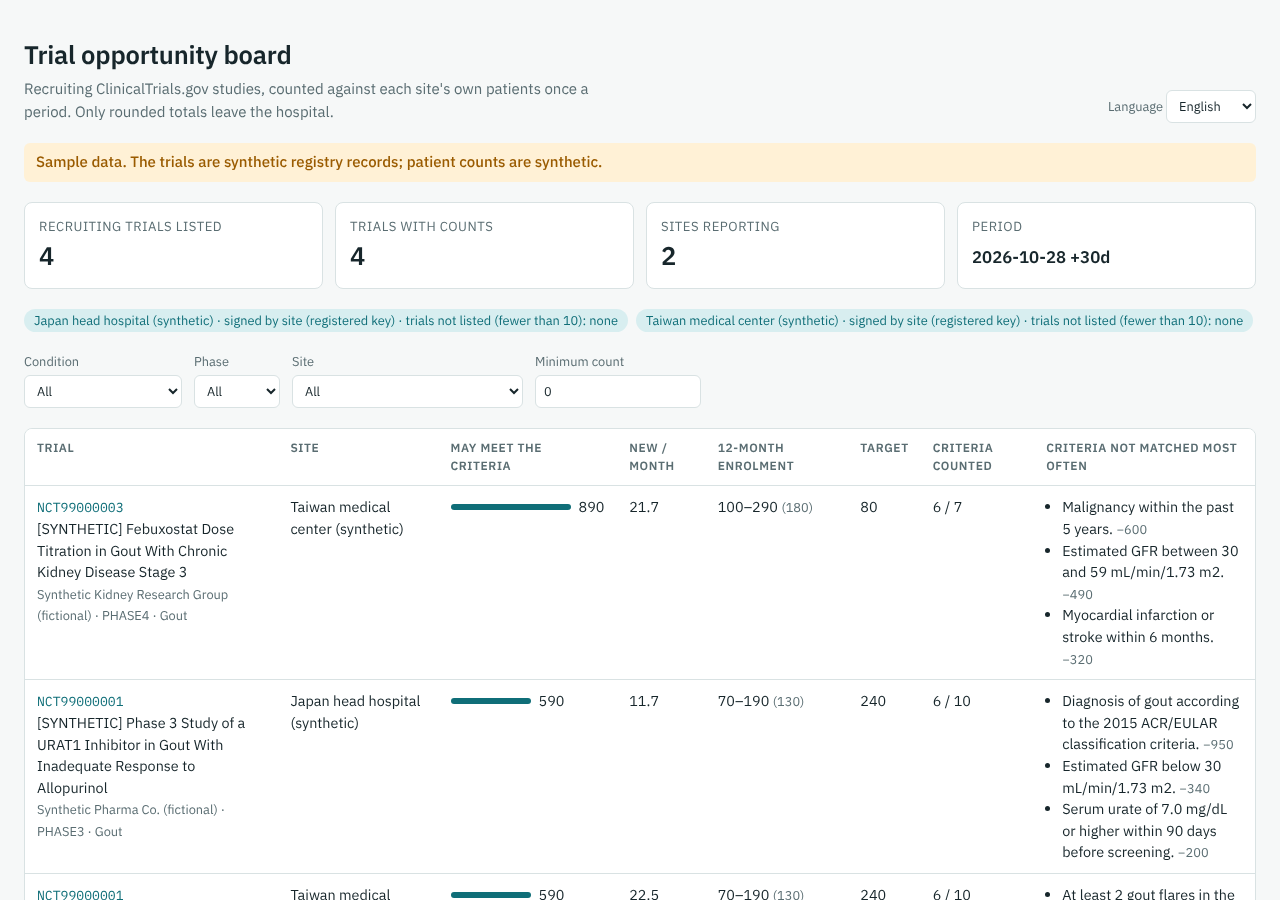 Trial opportunity board
Recruiting ClinicalTrials.gov studies, counted against each site's own patients once a
period. Only rounded totals leave the hospital.
Language English
Sample data. The trials are synthetic registry records; patient counts are synthetic.
RECRUITING TRIALS LISTED
4
TRIALS WITH COUNTS
4
SITES REPORTING
2
PERIOD
2026-10-28 +30d
Japan head hospital (synthetic) · signed by site (registered key) · trials not listed (fewer than 10): none
Taiwan medical center (synthetic) · signed by site (registered key) · trials not listed (fewer than 10): none
Condition
All
Phase
All
Site
All
Minimum count
0
TRIAL
SITE
MAY MEET THE
CRITERIA
NEW /
MONTH
12-MONTH
ENROLMENT
TARGET
CRITERIA
COUNTED
CRITERIA NOT MATCHED MOST
OFTEN
NCT99000003
[SYNTHETIC] Febuxostat Dose
Titration in Gout With Chronic
Kidney Disease Stage 3
Synthetic Kidney Research Group
(fictional) · PHASE4 · Gout
Taiwan medical
center (synthetic)
890
21.7
100–290 (180)
80
6 / 7
• Malignancy within the past
5 years. −600
• Estimated GFR between 30
and 59 mL/min/1.73 m2.
−490
• Myocardial infarction or
stroke within 6 months.
−320
NCT99000001
[SYNTHETIC] Phase 3 Study of a
URAT1 Inhibitor in Gout With
Inadequate Response to
Allopurinol
Synthetic Pharma Co. (fictional) ·
PHASE3 · Gout
Japan head hospital
(synthetic)
590
11.7
70–190 (130)
240
6 / 10
• Diagnosis of gout according
to the 2015 ACR/EULAR
classification criteria. −950
• Estimated GFR below 30
mL/min/1.73 m2. −340
• Serum urate of 7.0 mg/dL
or higher within 90 days
before screening. −200
NCT99000001
Taiwan medical
590
22.5
70–190 (130)
240
6 / 10
• At least 2 gout flares in the